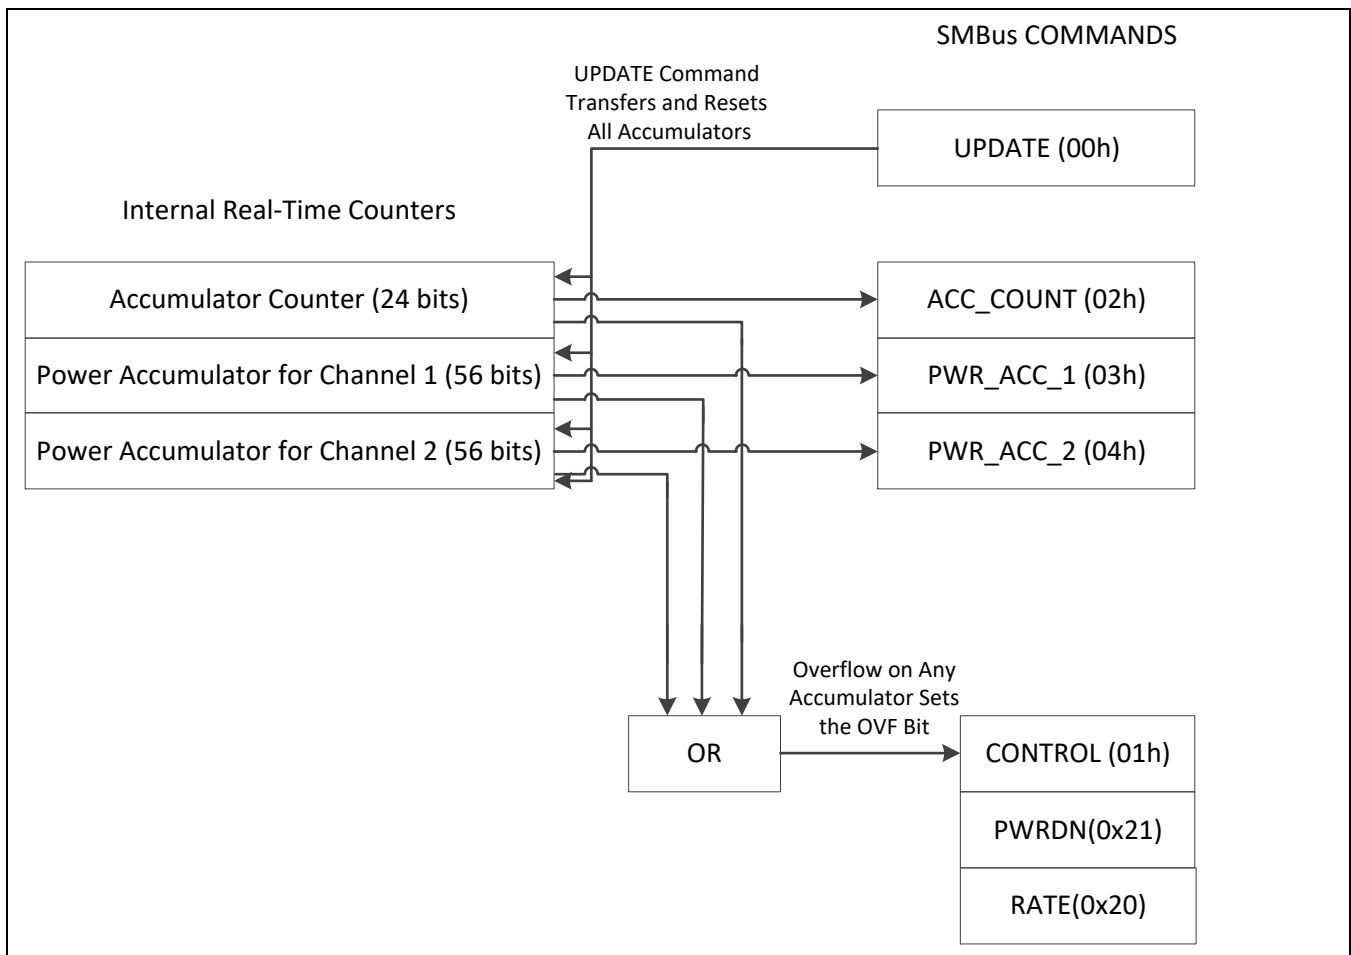 SMBus COMMANDS
UPDATE Command
Transfers and Resets
All Accumulators
UPDATE (00h)
Internal Real-Time Counters
Accumulator Counter (24 bits)
ACC_COUNT (02h)
Power Accumulator for Channel 1 (56 bits)
PWR_ACC_1 (03h)
Power Accumulator for Channel 2 (56 bits)
PWR_ACC_2 (04h)
Overflow on Any
Accumulator Sets
the OVF Bit
OR
CONTROL (01h)
PWRDN(0x21)
RATE(0x20)